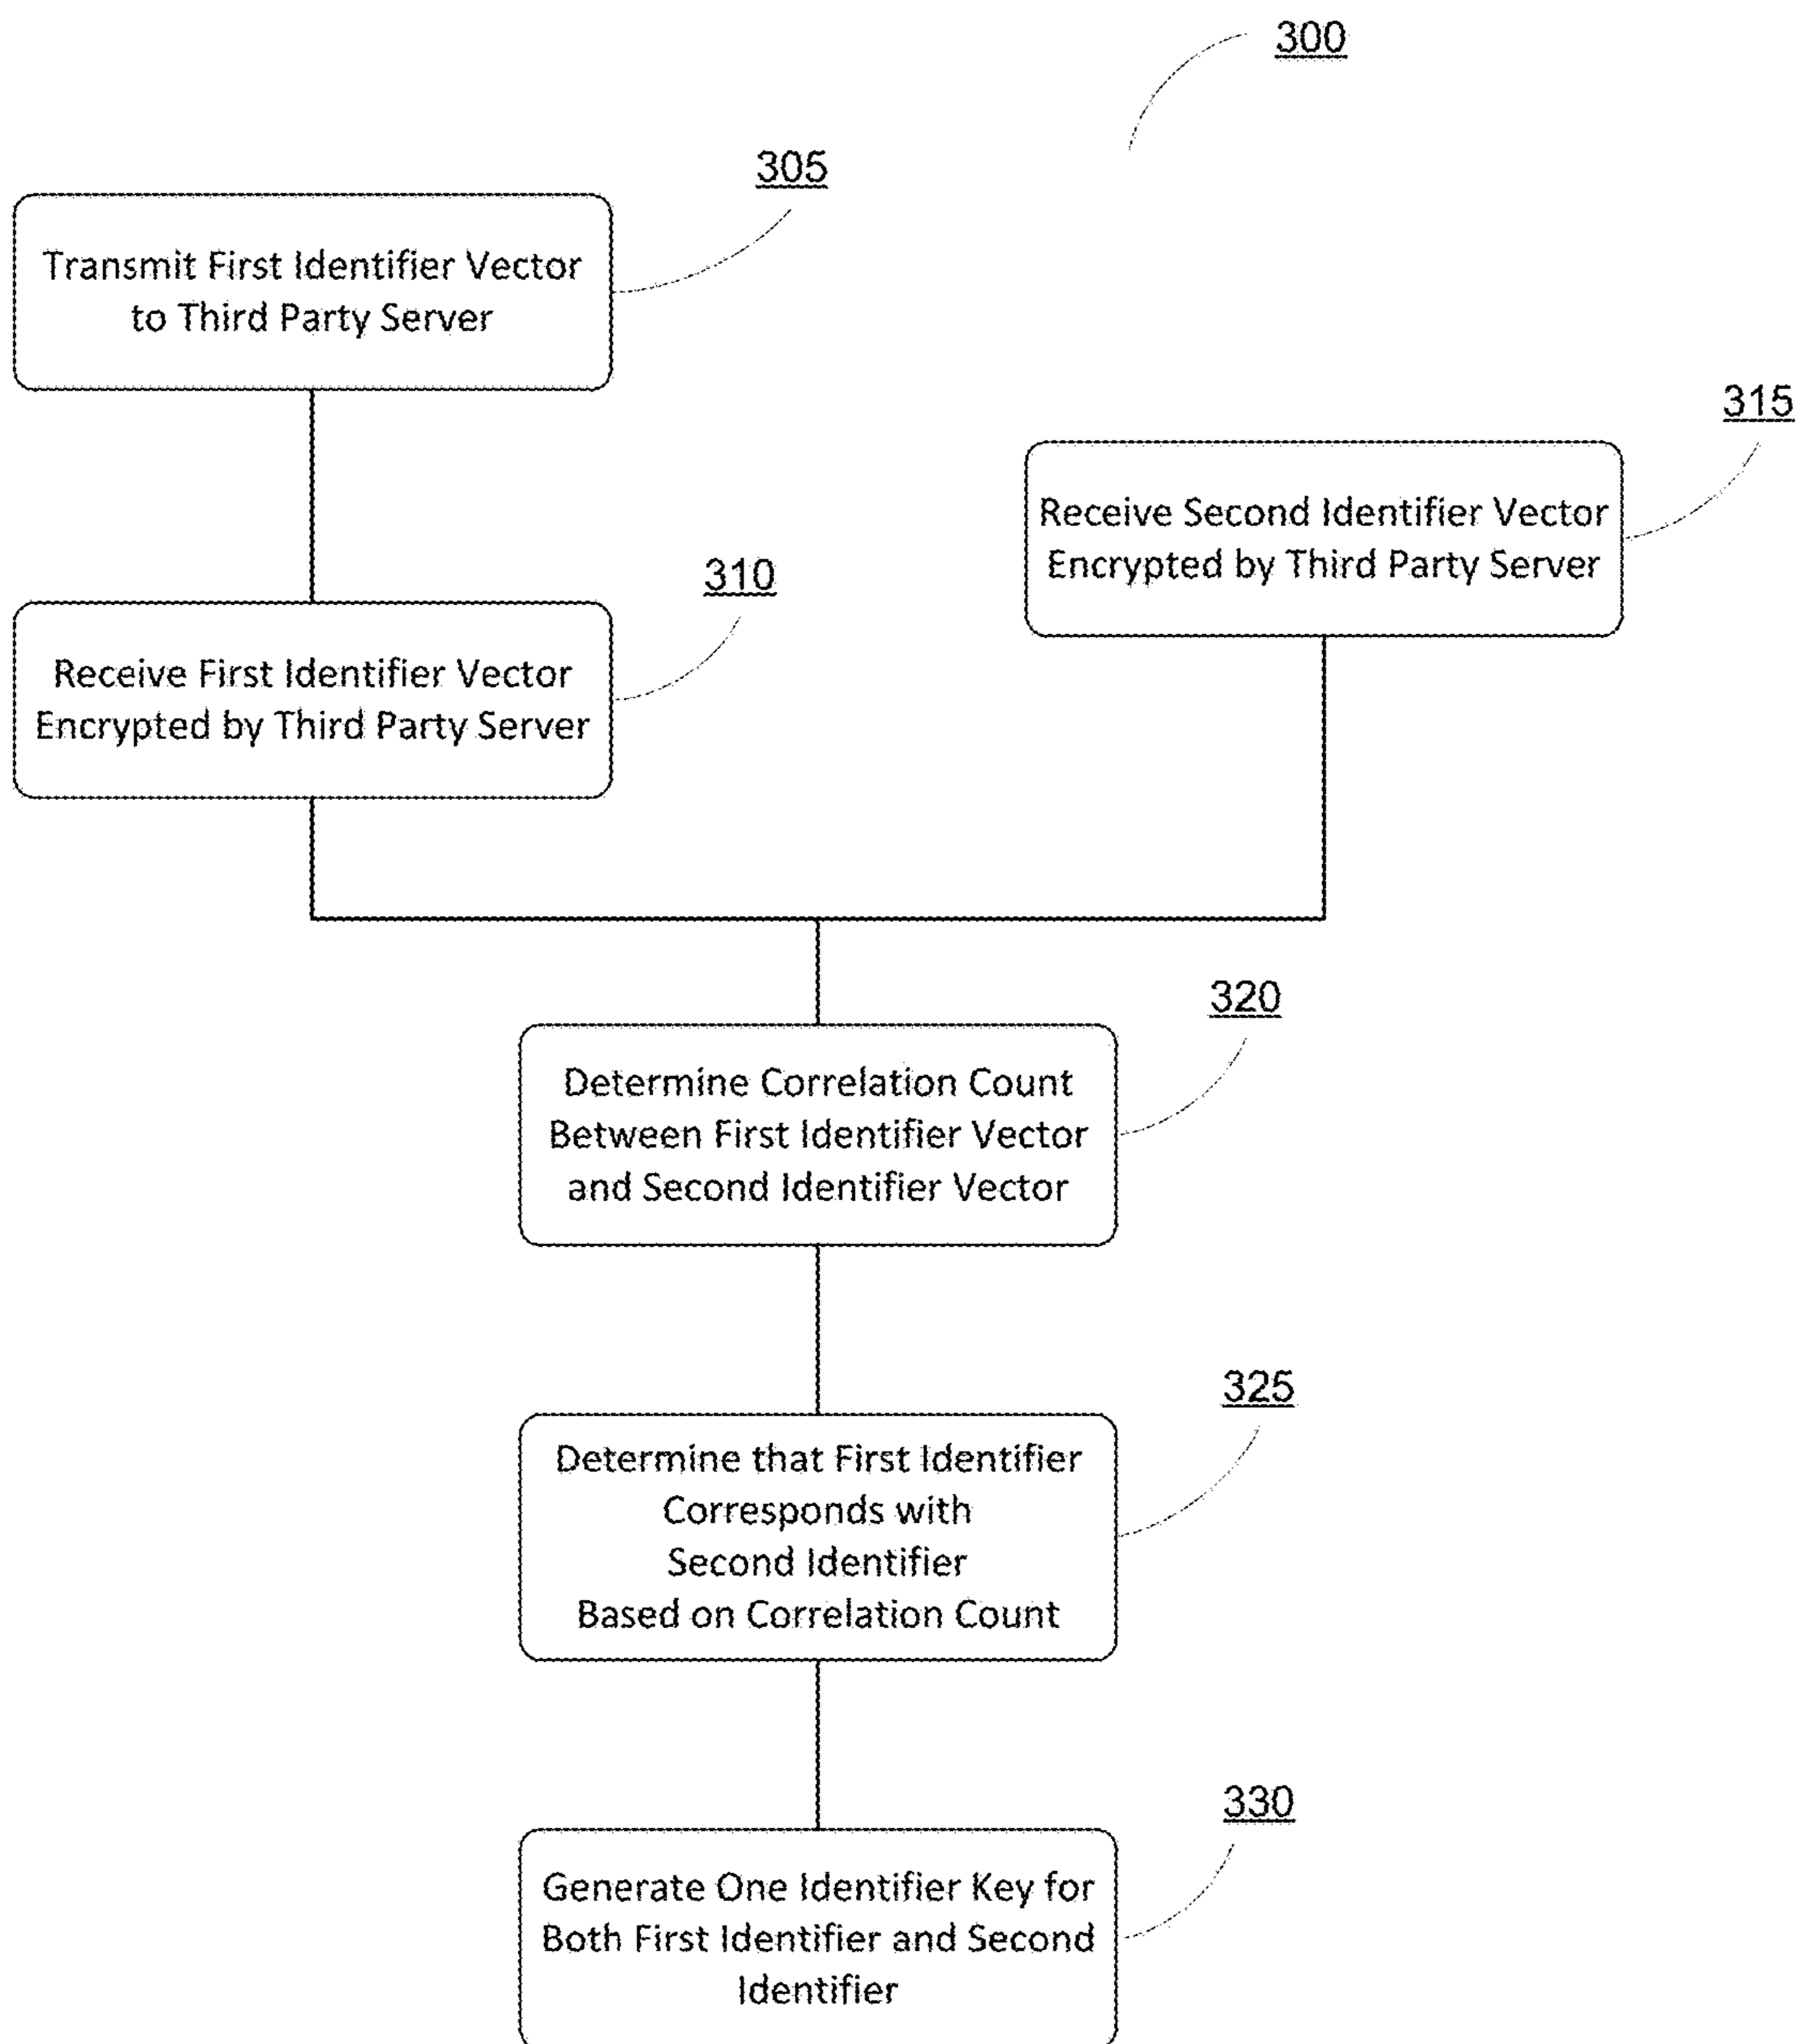 300
305
Transmit First Identifier Vector
to Third Party Server
315
Receive Second Identifier Vector
Encrypted by Third Party Server
310
Receive First Identifier Vector
Encrypted by Third Party Server
320
Determine Correlation Count
Between First Identifier Vector
and Second Identifier Vector
325
Determine that First Identifier
Corresponds with
Second Identifier
Based on Correlation Count
330
Generate One Identifier Key for
Both First Identifier and Second
Identifier